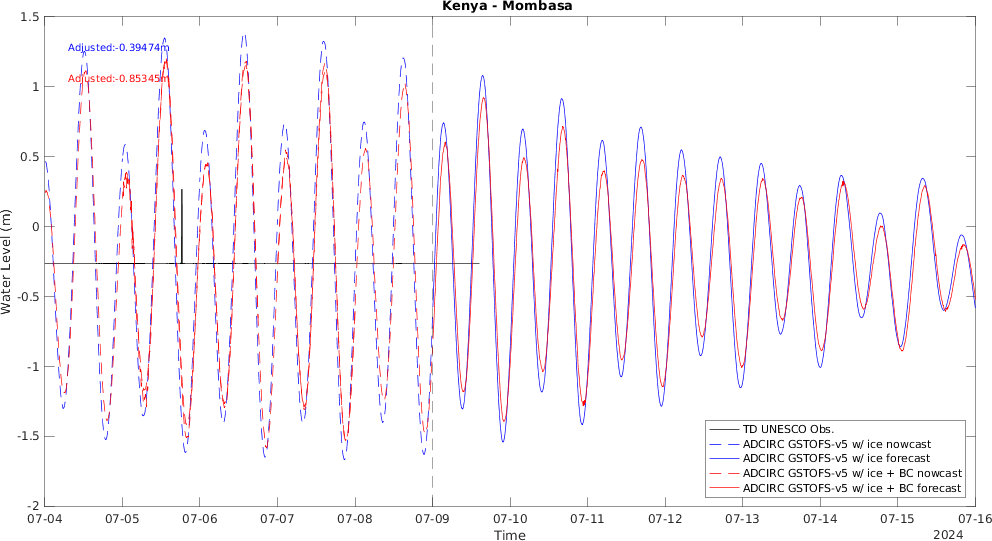 Kenya - Mombasa
Adjusted:-0.39474m
Adjusted:-0.85345m
Water Level (m)
1.5
1
0.5
0
-0.5
-1
-1.5
-2
TD UNESCO Obs.
ADCIRC GSTOFS-v5 w/ ice nowcast
ADCIRC GSTOFS-v5 w/ ice forecast
ADCIRC GSTOFS-v5 w/ ice + BC nowcast
ADCIRC GSTOFS-v5 w/ ice + BC forecast
07-04 07-05 07-06 07-07 07-08 07-09 07-10 07-11 07-12 07-13 07-14 07-15 07-16
Time
2024